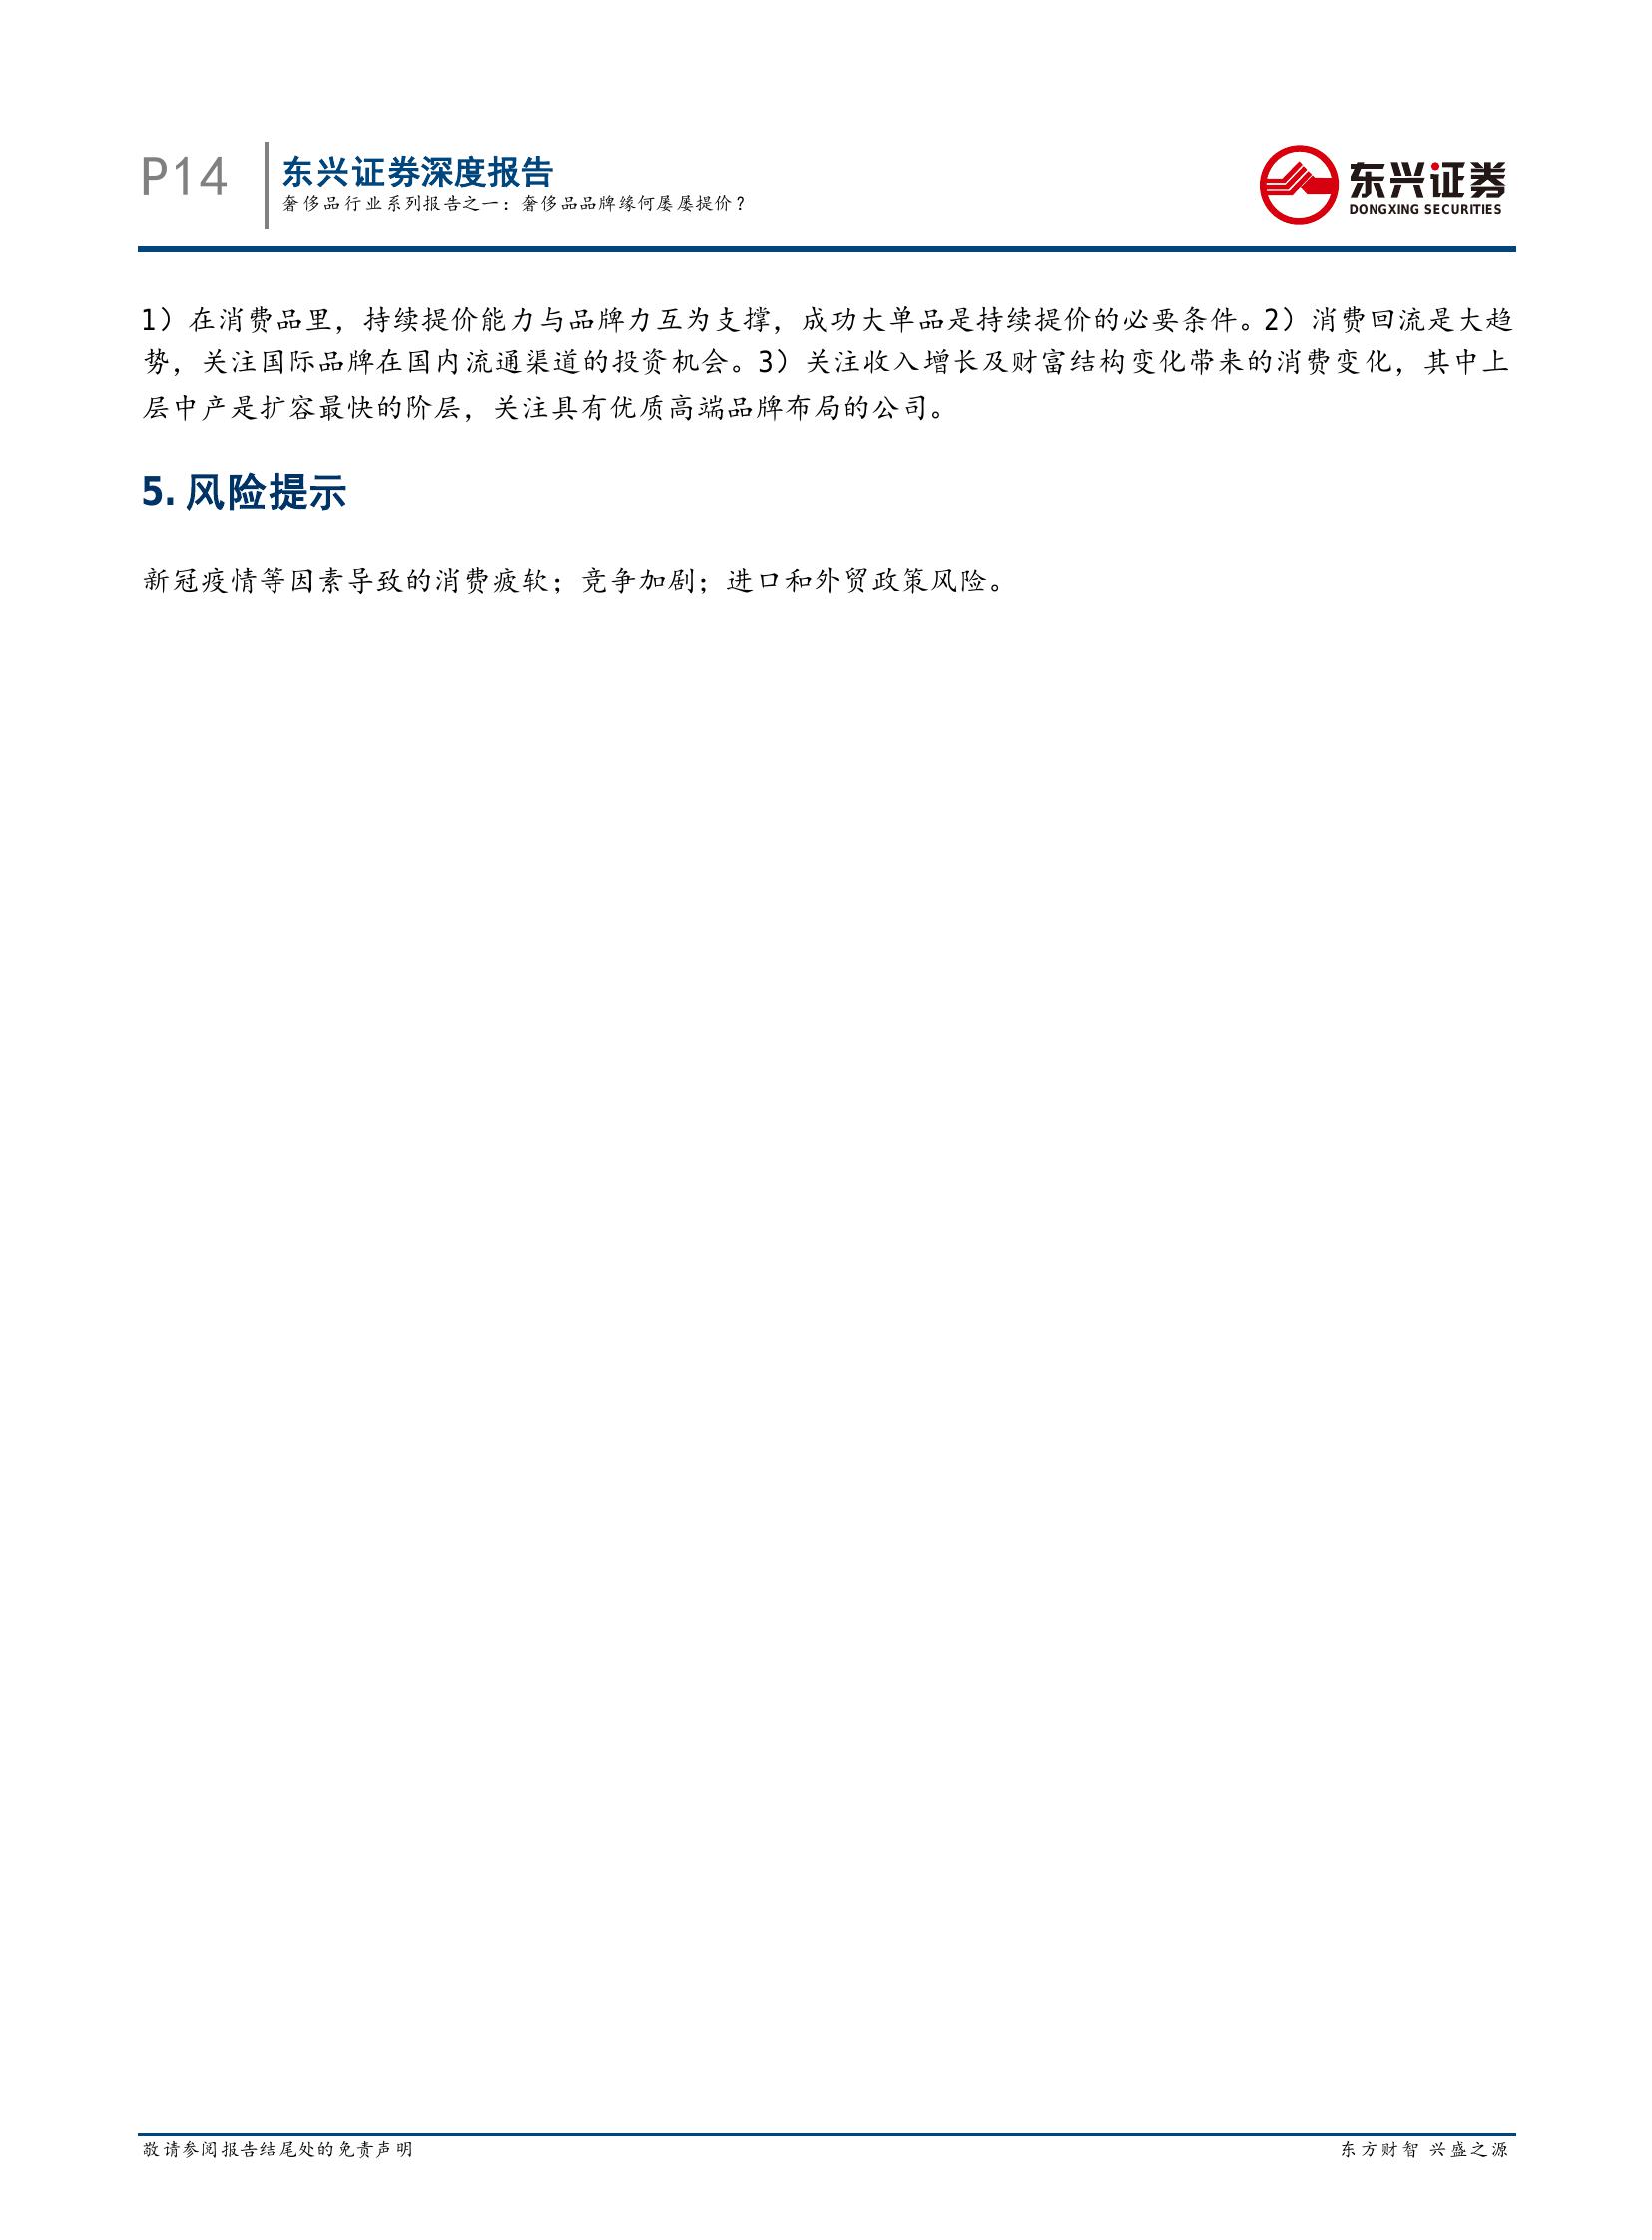 P14
东兴证券深度报告
奢侈品行业系列报告之一：奢侈品品牌缘何屡屡提价？
东兴证券
DONGXING SECURITIES
1）在消费品里，持续提价能力与品牌力互为支撑，成功大单品是持续提价的必要条件。2）消费回流是大趋
势，关注国际品牌在国内流通渠道的投资机会。3）关注收入增长及财富结构变化带来的消费变化，其中上
层中产是扩容最快的阶层，关注具有优质高端品牌布局的公司。
5. 风险提示
新冠疫情等因素导致的消费疲软；竞争加剧；进口和外贸政策风险。
敬请参阅报告结尾处的免责声明
东方财智 兴盛之源